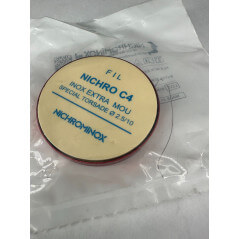 FIL
NICHRO C4
INOX EXTRA MOU
SPECIAL TORSADE Ø 2.5/10
NICHROMINOX